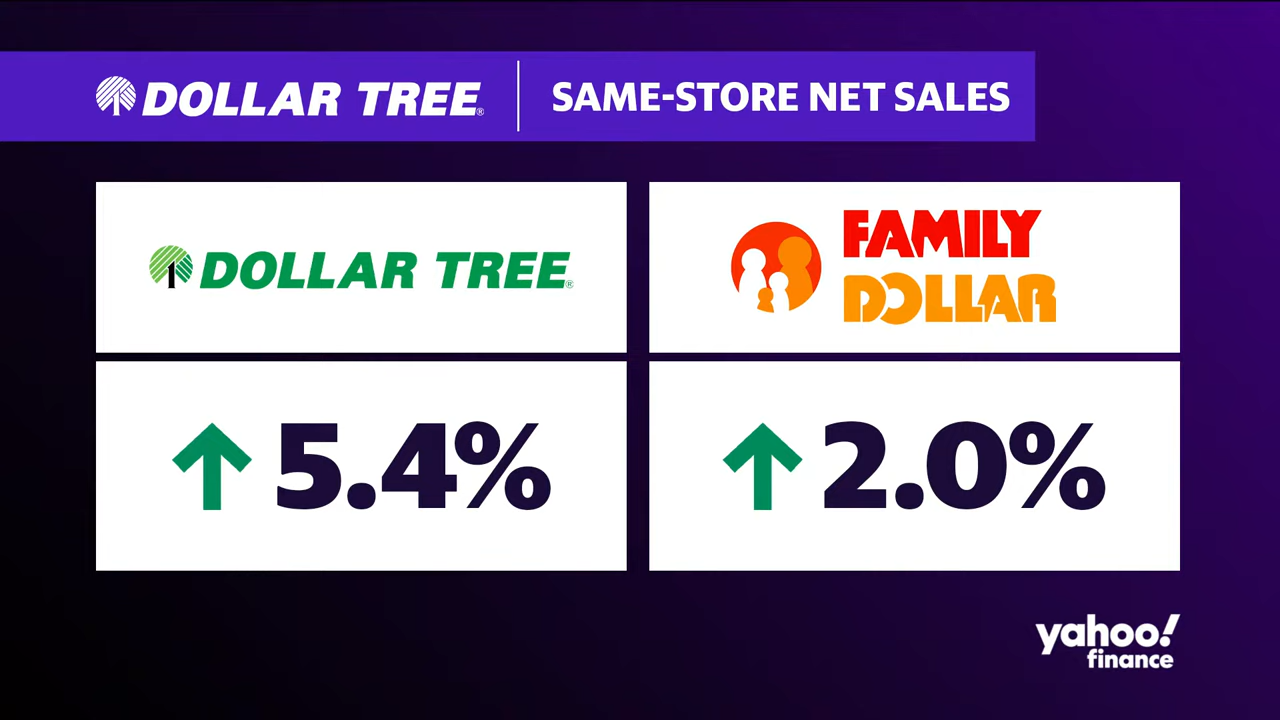 DOLLAR TREE®
SAME-STORE NET SALES
DOLLAR TREE®
FAMILY
DOLLAR
5.4%
2.0%
yahoo!
finance